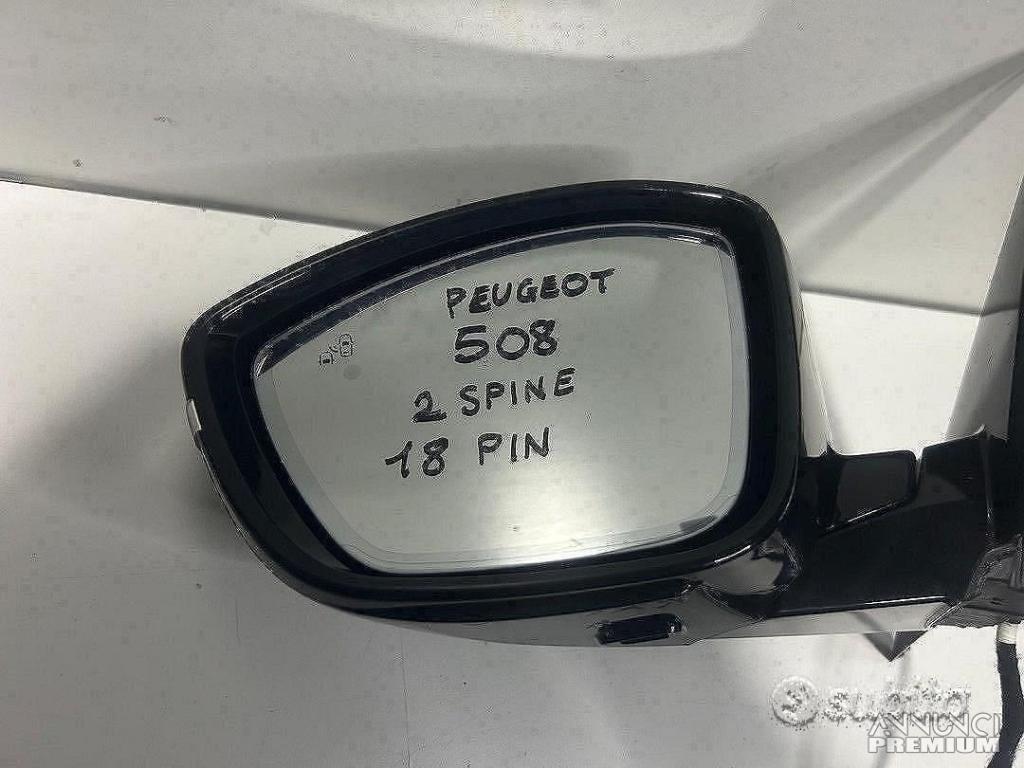 PEUGEOT
508
2 SPINE
18 PIN
subito
ANNUNCI
PREMIUM